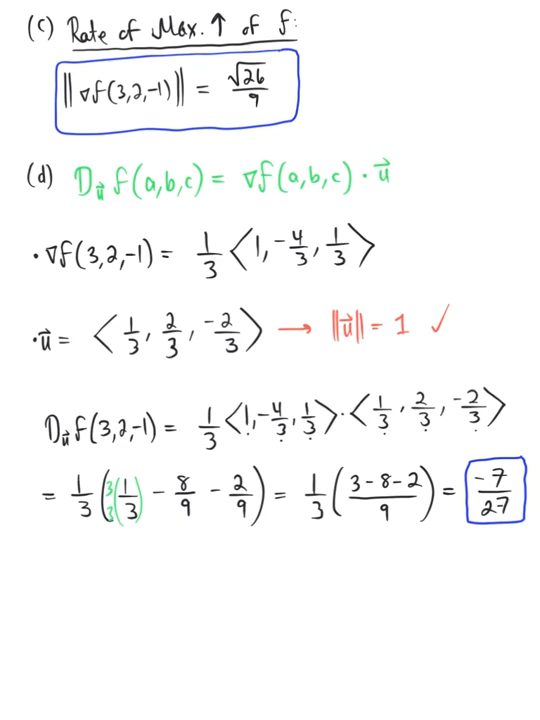 (c) Rate of Max. ↑ of f:
‖∇f(3,2,-1)‖ = √26/9
(d) D_u⃗ f(a,b,c) = ∇f(a,b,c) · u⃗
· ∇f(3,2,-1) = 1/3 <1, -4/3, 1/3>
· u⃗ = <1/3, 2/3, -2/3> → ‖u⃗‖ = 1 ✓
D_u⃗ f(3,2,-1) = 1/3 <1, -4/3, 1/3> · <1/3, 2/3, -2/3>
= 1/3 (3/3 (1/3) - 8/9 - 2/9) = 1/3 ((3-8-2)/9) = -7/27